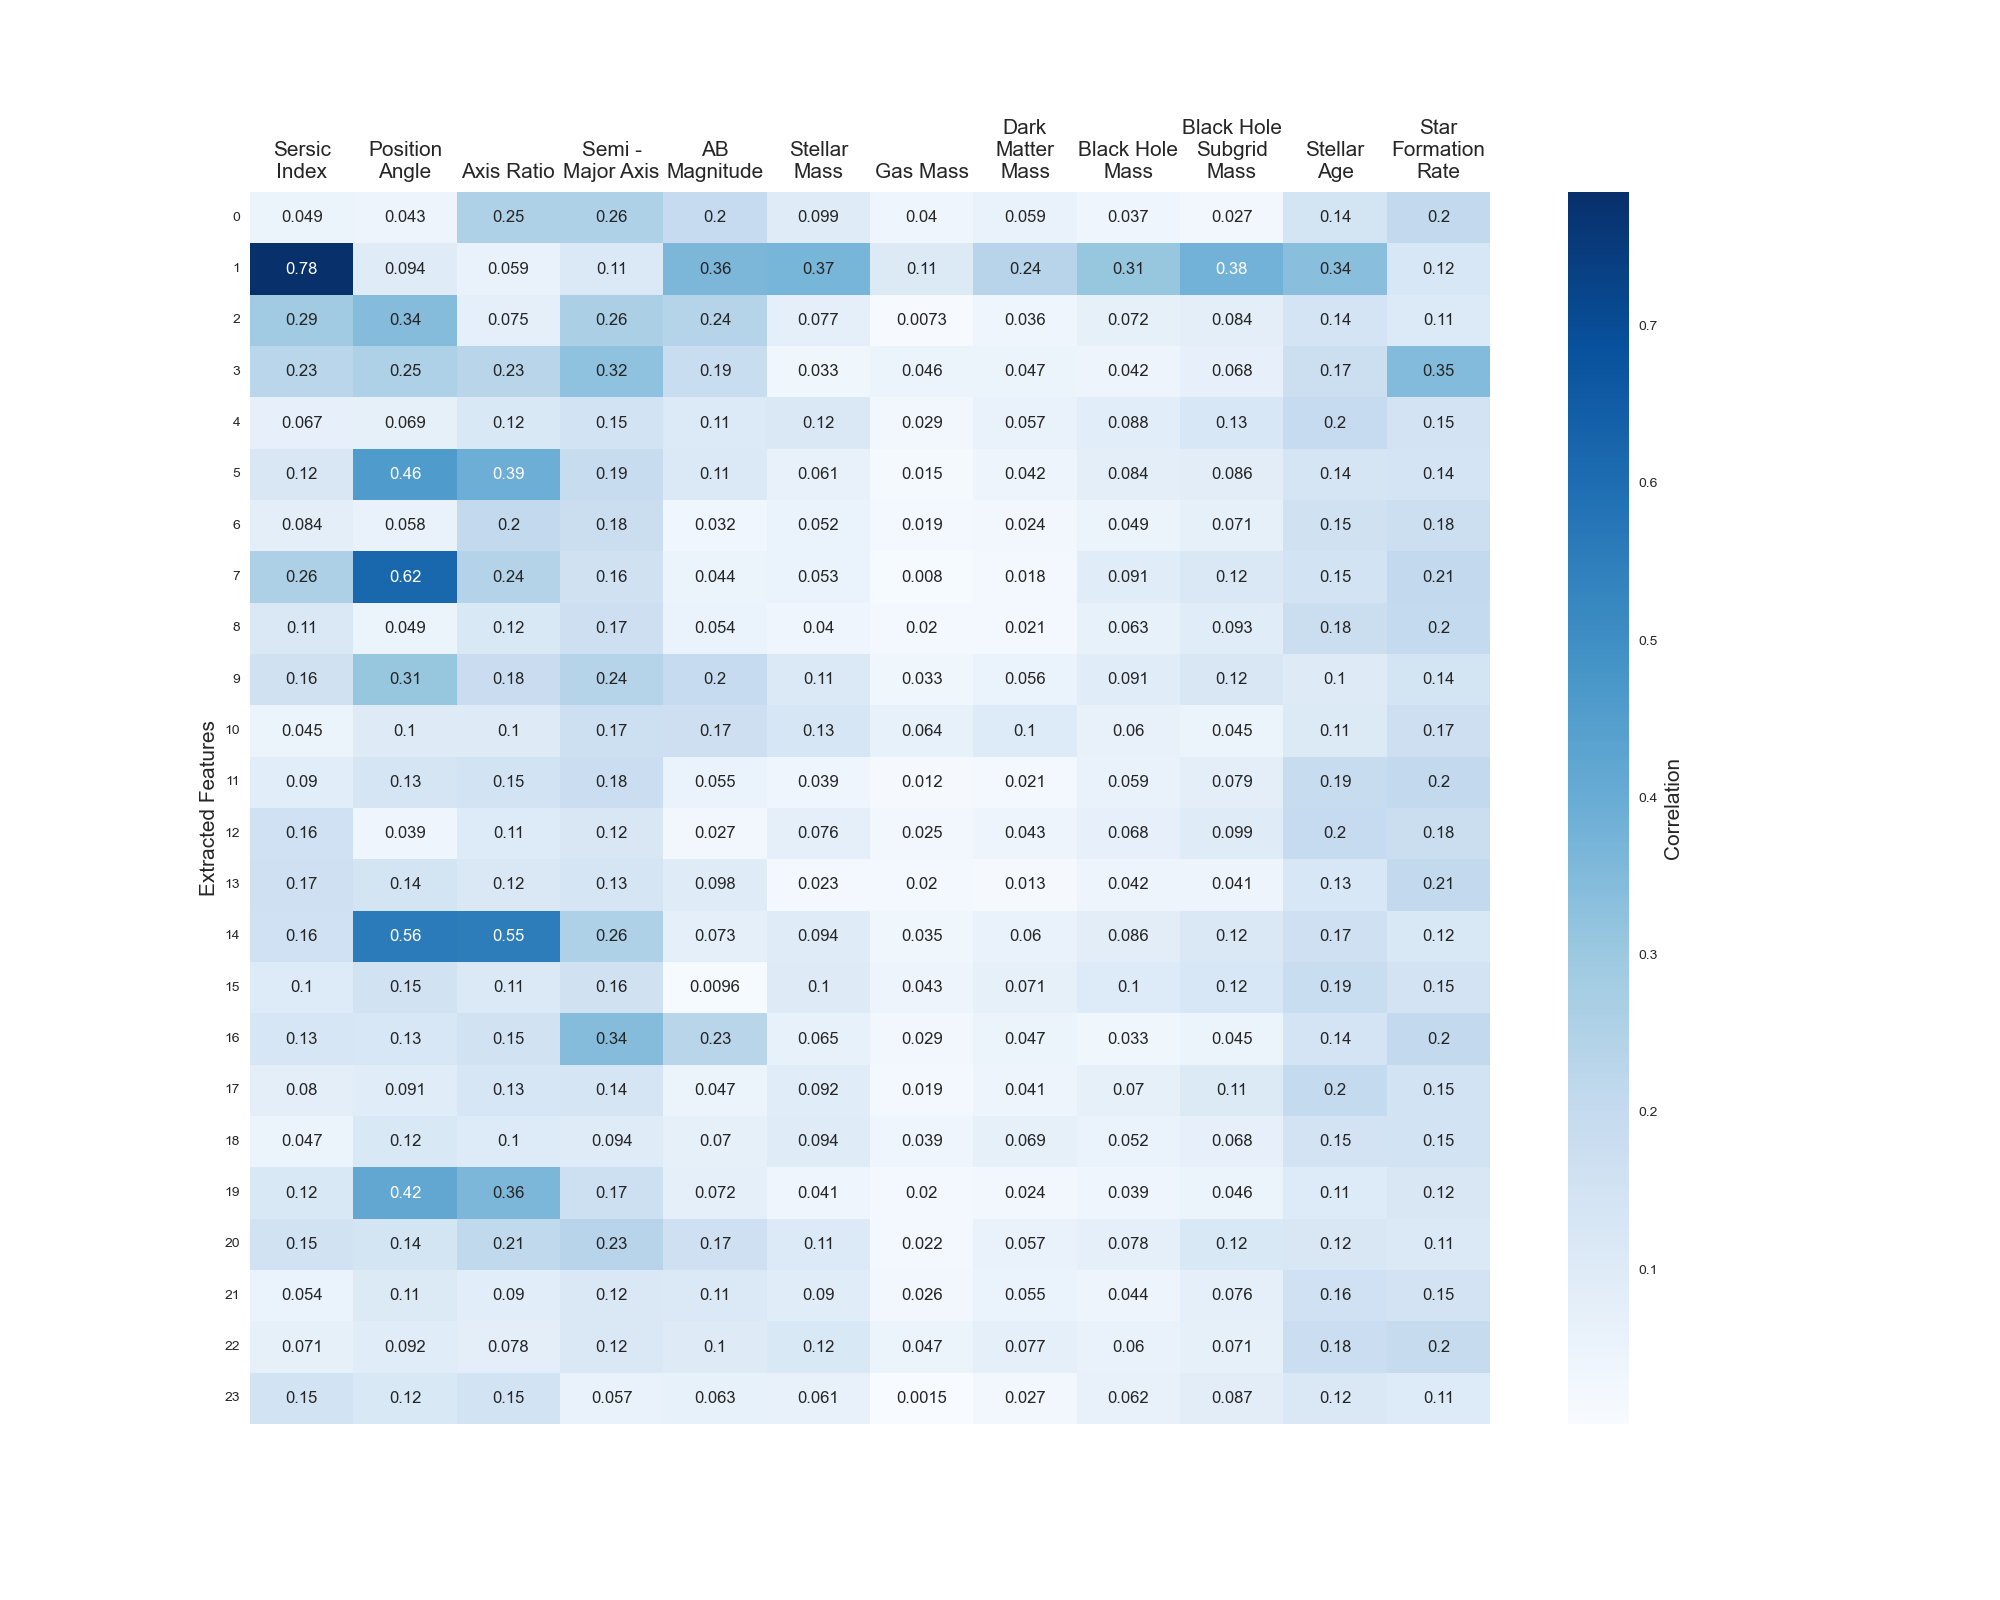 Sersic
Index
Position
Angle
Axis Ratio
Semi -
Major Axis
AB
Magnitude
Stellar
Mass
Gas Mass
Dark
Matter
Mass
Black Hole
Mass
Black Hole
Subgrid
Mass
Stellar
Age
Star
Formation
Rate
Extracted Features
0 0.049 0.043 0.25 0.26 0.2 0.099 0.04 0.059 0.037 0.027 0.14 0.2
1 0.78 0.094 0.059 0.11 0.36 0.37 0.11 0.24 0.31 0.38 0.34 0.12
2 0.29 0.34 0.075 0.26 0.24 0.077 0.0073 0.036 0.072 0.084 0.14 0.11
3 0.23 0.25 0.23 0.32 0.19 0.033 0.046 0.047 0.042 0.068 0.17 0.35
4 0.067 0.069 0.12 0.15 0.11 0.12 0.029 0.057 0.088 0.13 0.2 0.15
5 0.12 0.46 0.39 0.19 0.11 0.061 0.015 0.042 0.084 0.086 0.14 0.14
6 0.084 0.058 0.2 0.18 0.032 0.052 0.019 0.024 0.049 0.071 0.15 0.18
7 0.26 0.62 0.24 0.16 0.044 0.053 0.008 0.018 0.091 0.12 0.15 0.21
8 0.11 0.049 0.12 0.17 0.054 0.04 0.02 0.021 0.063 0.093 0.18 0.2
9 0.16 0.31 0.18 0.24 0.2 0.11 0.033 0.056 0.091 0.12 0.1 0.14
10 0.045 0.1 0.1 0.17 0.17 0.13 0.064 0.1 0.06 0.045 0.11 0.17
11 0.09 0.13 0.15 0.18 0.055 0.039 0.012 0.021 0.059 0.079 0.19 0.2
12 0.16 0.039 0.11 0.12 0.027 0.076 0.025 0.043 0.068 0.099 0.2 0.18
13 0.17 0.14 0.12 0.13 0.098 0.023 0.02 0.013 0.042 0.041 0.13 0.21
14 0.16 0.56 0.55 0.26 0.073 0.094 0.035 0.06 0.086 0.12 0.17 0.12
15 0.1 0.15 0.11 0.16 0.0096 0.1 0.043 0.071 0.1 0.12 0.19 0.15
16 0.13 0.13 0.15 0.34 0.23 0.065 0.029 0.047 0.033 0.045 0.14 0.2
17 0.08 0.091 0.13 0.14 0.047 0.092 0.019 0.041 0.07 0.11 0.2 0.15
18 0.047 0.12 0.1 0.094 0.07 0.094 0.039 0.069 0.052 0.068 0.15 0.15
19 0.12 0.42 0.36 0.17 0.072 0.041 0.02 0.024 0.039 0.046 0.11 0.12
20 0.15 0.14 0.21 0.23 0.17 0.11 0.022 0.057 0.078 0.12 0.12 0.11
21 0.054 0.11 0.09 0.12 0.11 0.09 0.026 0.055 0.044 0.076 0.16 0.15
22 0.071 0.092 0.078 0.12 0.1 0.12 0.047 0.077 0.06 0.071 0.18 0.2
23 0.15 0.12 0.15 0.057 0.063 0.061 0.0015 0.027 0.062 0.087 0.12 0.11
0.7
0.6
0.5
0.4
0.3
0.2
0.1
Correlation